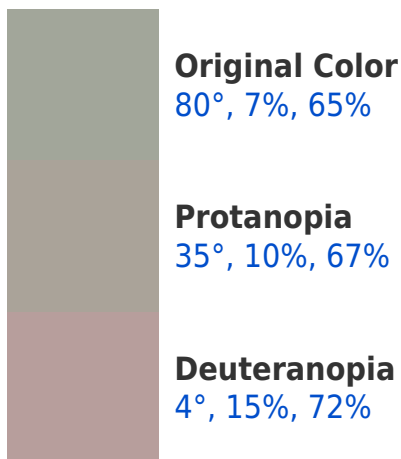 Original Color
80°, 7%, 65%
Protanopia
35°, 10%, 67%
Deuteranopia
4°, 15%, 72%